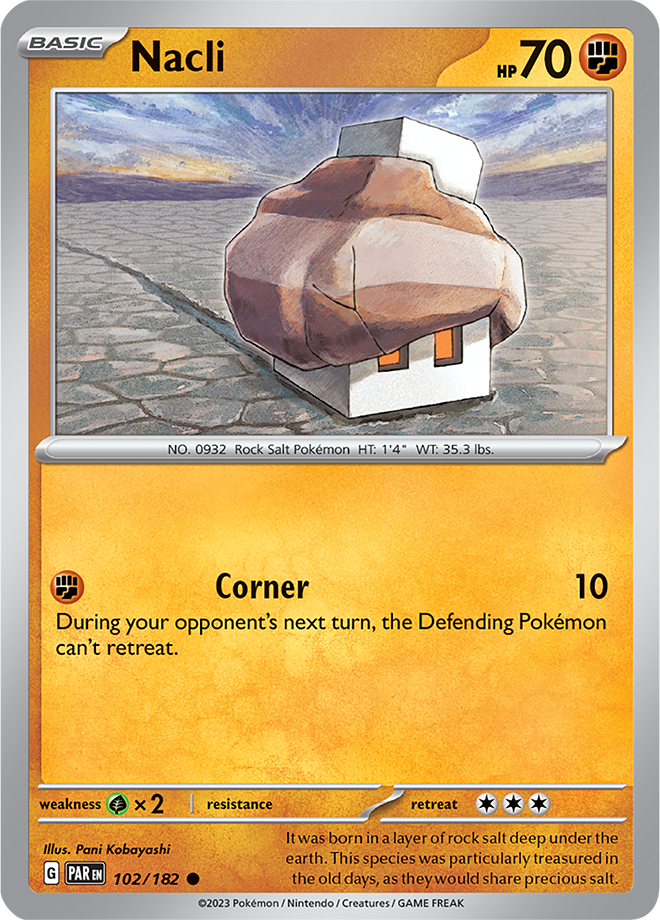 BASIC Nacli HP 70
NO. 0932 Rock Salt Pokémon HT: 1'4" WT: 35.3 lbs.
Corner 10
During your opponent's next turn, the Defending Pokémon
can't retreat.
weakness ×2 resistance retreat
Illus. Pani Kobayashi
It was born in a layer of rock salt deep under the
earth. This species was particularly treasured in
the old days, as they would share precious salt.
G PAR EN 102/182
©2023 Pokémon / Nintendo / Creatures / GAME FREAK